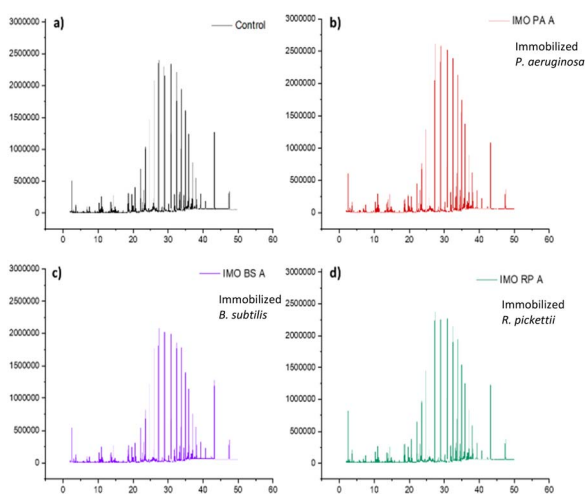 a)
Control
3000000
2500000
2000000
1500000
1000000
500000
0
0 10 20 30 40 50 60
b)
IMO PA A
Immobilized
P. aeruginosa
3000000
2500000
2000000
1500000
1000000
500000
0
0 10 20 30 40 50 60
c)
IMO BS A
Immobilized
B. subtilis
3000000
2500000
2000000
1500000
1000000
500000
0
0 10 20 30 40 50 60
d)
IMO RP A
Immobilized
R. pickettii
3000000
2500000
2000000
1500000
1000000
500000
0
0 10 20 30 40 50 60